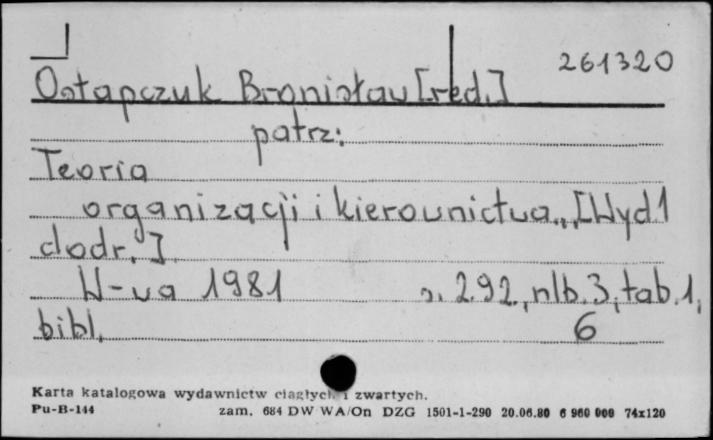 261320
Ostapczuk Bronisław [red.]
patrz:
Teoria
organizacji i kierownictwa... [Wyd 1
dodr.]
W-wa 1981 s. 292, nlb. 3, tab. 1,
bibl. 6
Karta katalogowa wydawnictw ciągłych i zwartych.
Pu-B-144 zam. 684 DW WA/On DZG 1501-1-290 20.06.80 6 960 000 74x120